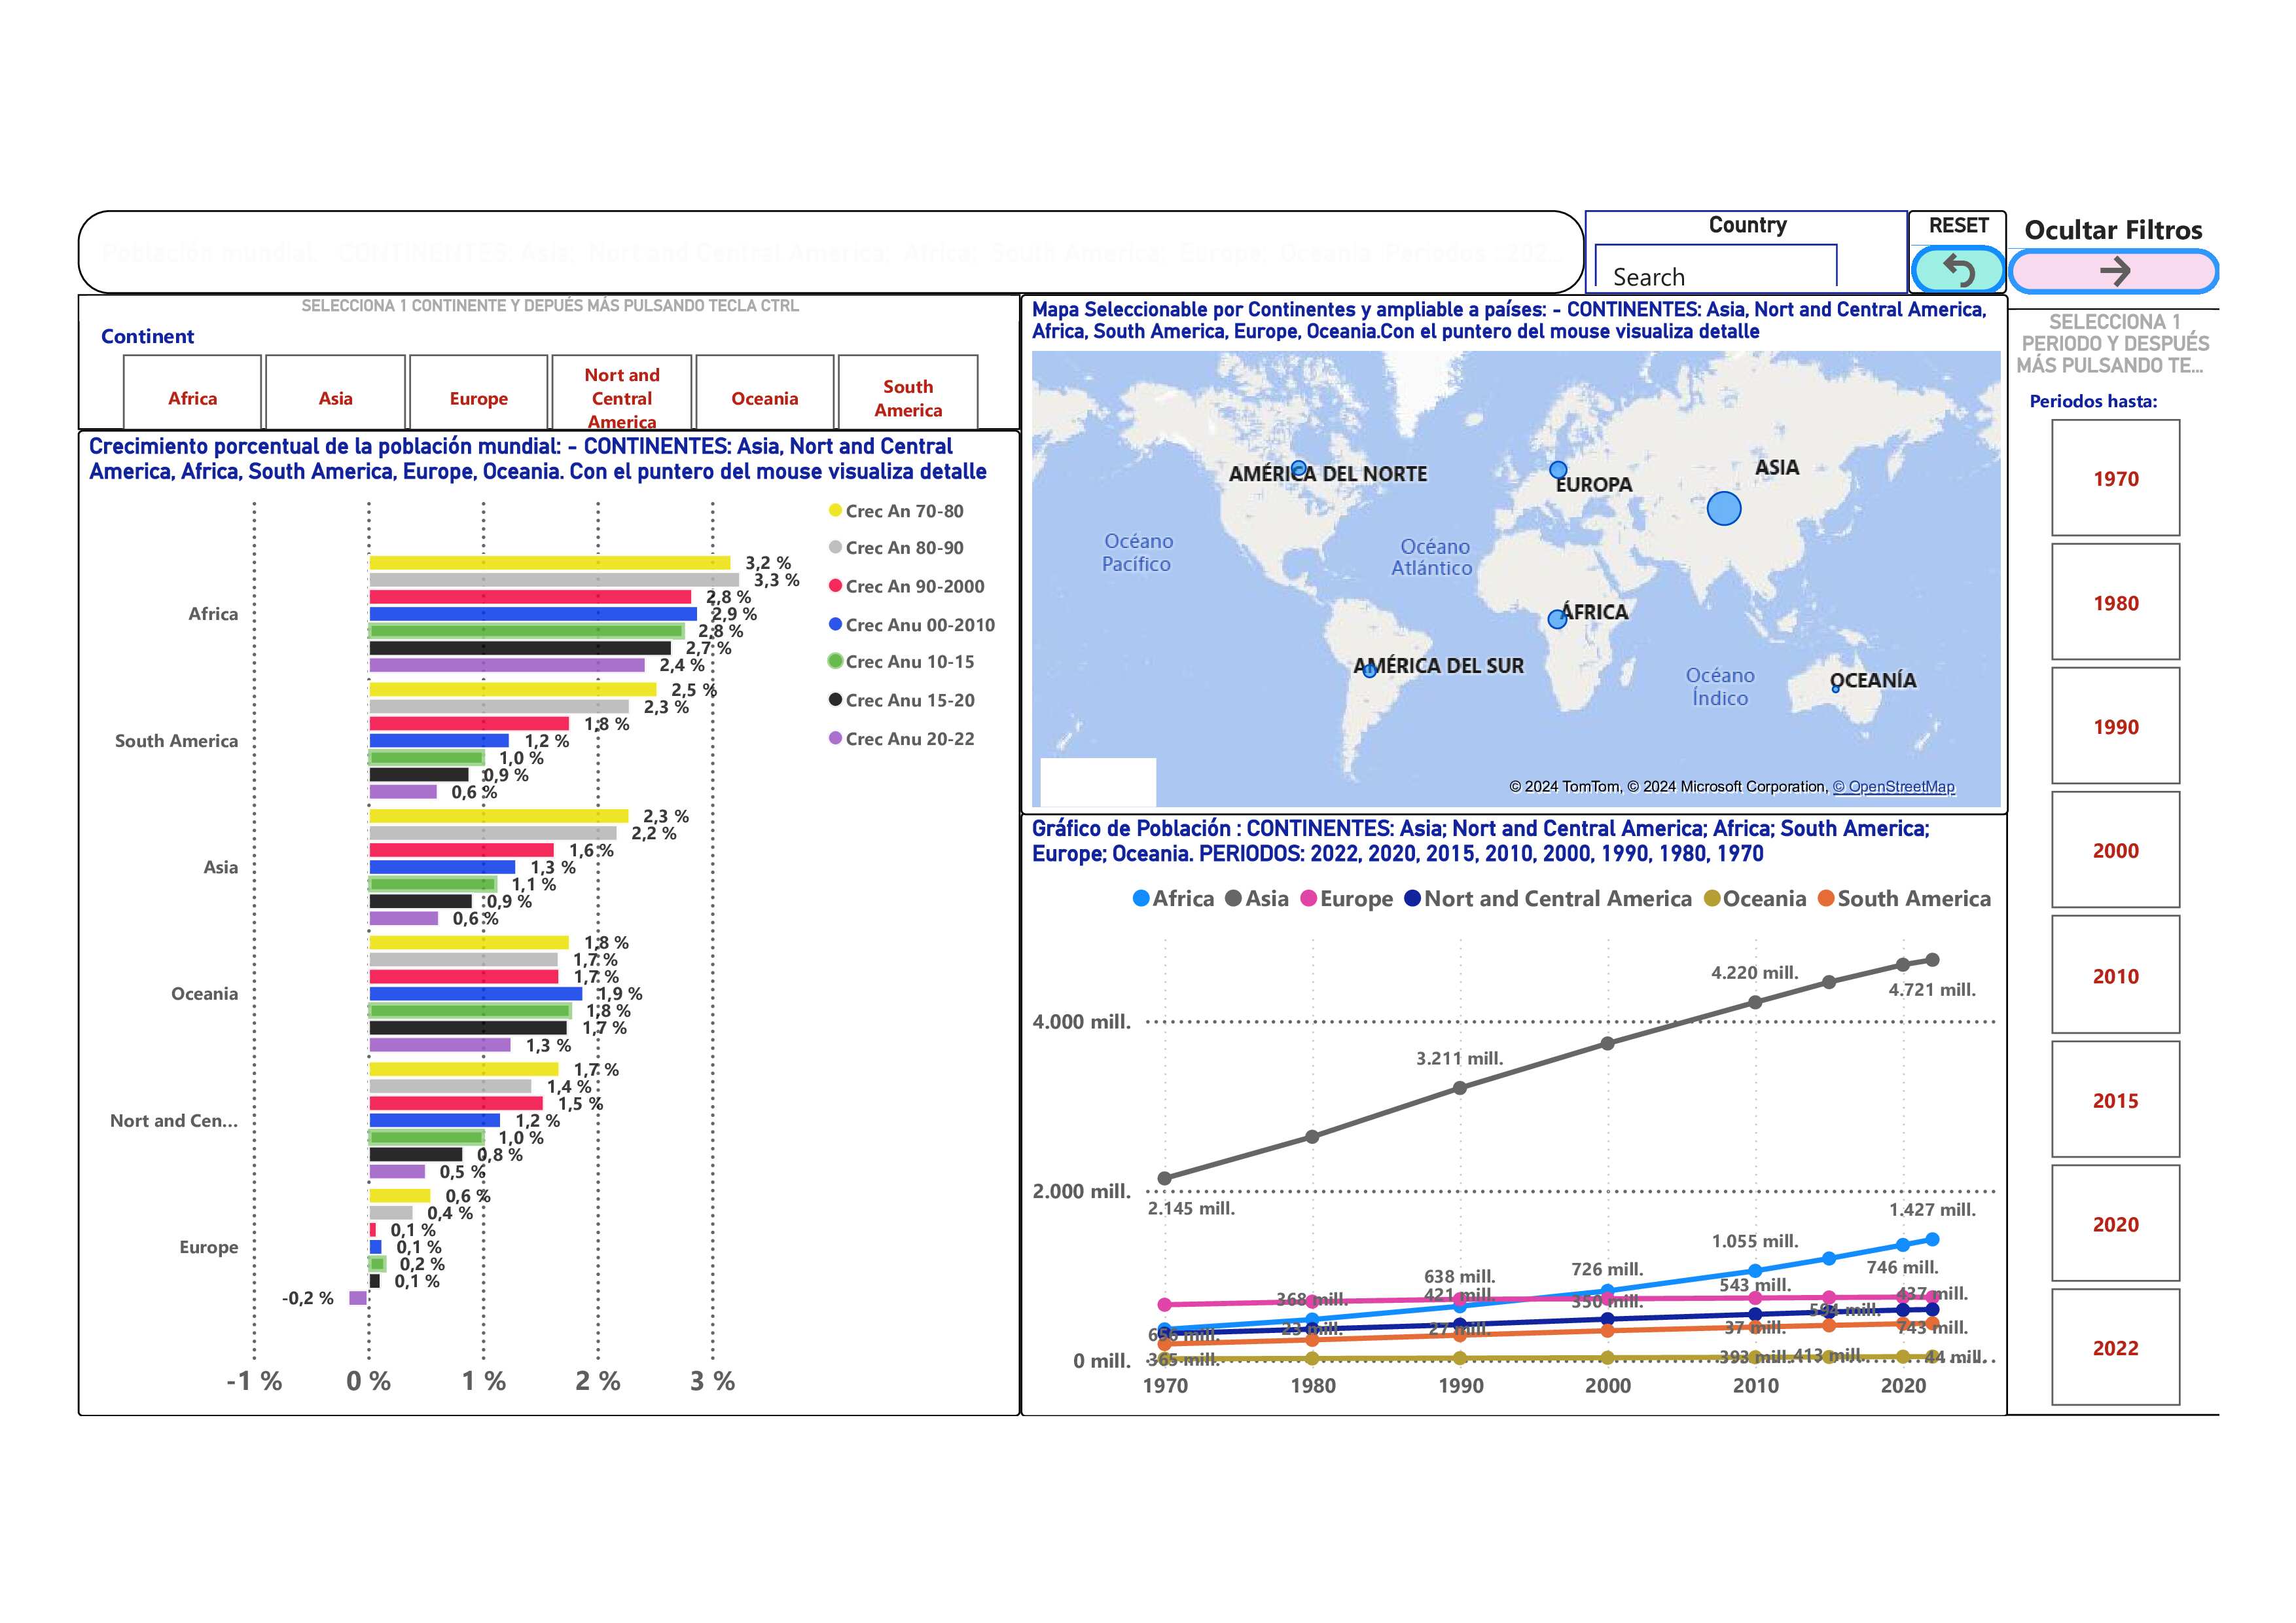 Población mundial: - CONTINENTES: Asia; Nort and Central America; Africa; South America; Europe; Oceania. Periodos :202...
Country
Search
RESET
Ocultar Filtros
SELECCIONA 1 CONTINENTE Y DEPUÉS MÁS PULSANDO TECLA CTRL
Continent
Africa
Asia
Europe
Nort and
Central
America
Oceania
South
America
Crecimiento porcentual de la población mundial: - CONTINENTES: Asia, Nort and Central
America, Africa, South America, Europe, Oceania. Con el puntero del mouse visualiza detalle
Crec An 70-80
Crec An 80-90
Crec An 90-2000
Crec Anu 00-2010
Crec Anu 10-15
Crec Anu 15-20
Crec Anu 20-22
Africa
3,2 %
3,3 %
2,8 %
2,9 %
2,8 %
2,7 %
2,4 %
South America
2,5 %
2,3 %
1,8 %
1,2 %
1,0 %
0,9 %
0,6 %
Asia
2,3 %
2,2 %
1,6 %
1,3 %
1,1 %
0,9 %
0,6 %
Oceania
1,8 %
1,7 %
1,7 %
1,9 %
1,8 %
1,7 %
1,3 %
Nort and Cen...
1,7 %
1,4 %
1,5 %
1,2 %
1,0 %
0,8 %
0,5 %
Europe
0,6 %
0,4 %
0,1 %
0,1 %
0,2 %
0,1 %
-0,2 %
-1 %
0 %
1 %
2 %
3 %
Mapa Seleccionable por Continentes y ampliable a países: - CONTINENTES: Asia, Nort and Central America,
Africa, South America, Europe, Oceania.Con el puntero del mouse visualiza detalle
AMÉRICA DEL NORTE
EUROPA
ASIA
Océano
Pacífico
Océano
Atlántico
ÁFRICA
AMÉRICA DEL SUR
Océano
Índico
OCEANÍA
© 2024 TomTom, © 2024 Microsoft Corporation, © OpenStreetMap
Gráfico de Población : CONTINENTES: Asia; Nort and Central America; Africa; South America;
Europe; Oceania. PERIODOS: 2022, 2020, 2015, 2010, 2000, 1990, 1980, 1970
Africa
Asia
Europe
Nort and Central America
Oceania
South America
4.000 mill.
2.000 mill.
0 mill.
4.220 mill.
4.721 mill.
3.211 mill.
2.145 mill.
1.427 mill.
1.055 mill.
746 mill.
726 mill.
638 mill.
543 mill.
437 mill.
421 mill.
368 mill.
350 mill.
594 mill.
656 mill.
23 mill.
27 mill.
37 mill.
743 mill.
365 mill.
393 mill.
413 mill.
44 mill.
1970
1980
1990
2000
2010
2020
SELECCIONA 1
PERIODO Y DESPUÉS
MÁS PULSANDO TE...
Periodos hasta:
1970
1980
1990
2000
2010
2015
2020
2022